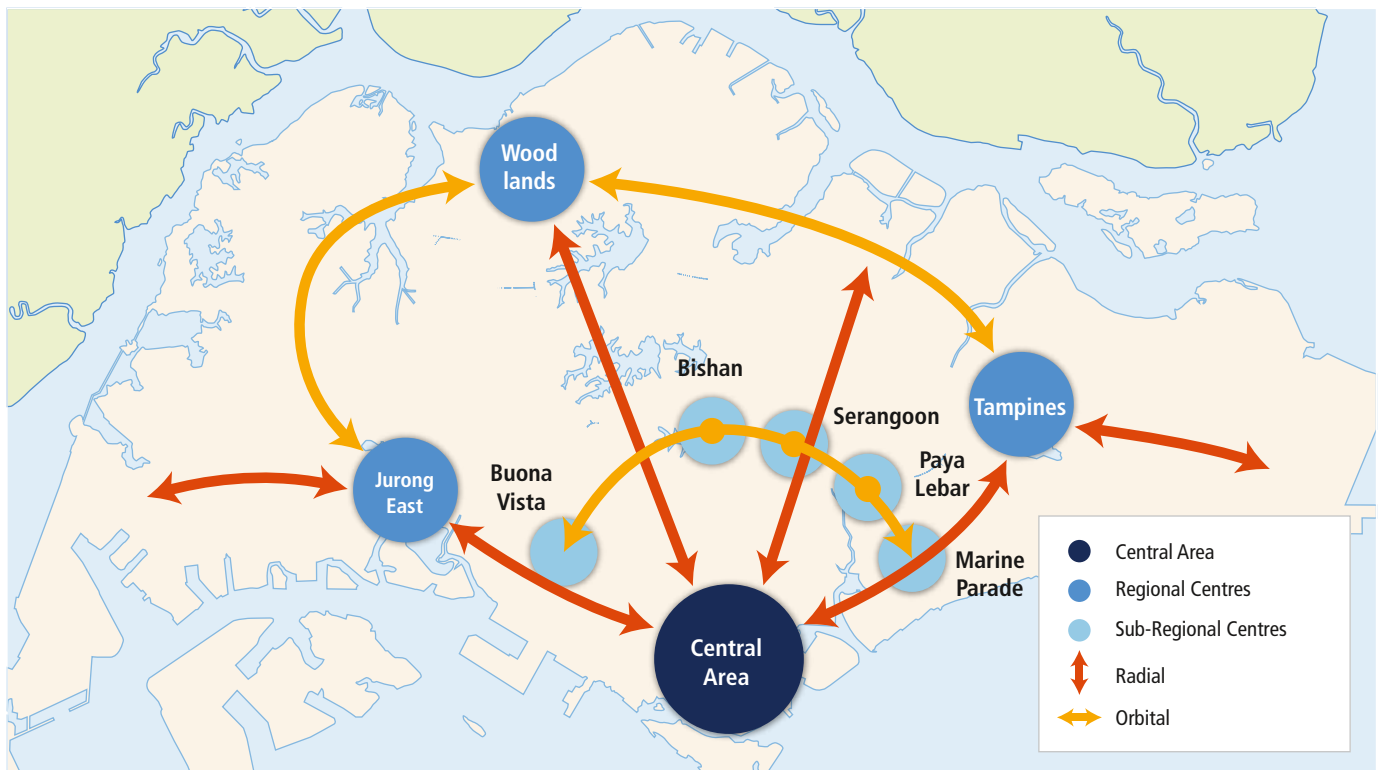 Wood
lands
Bishan
Serangoon
Tampines
Paya
Lebar
Buona
Vista
Jurong
East
Marine
Parade
Central
Area
Central Area
Regional Centres
Sub-Regional Centres
Radial
Orbital